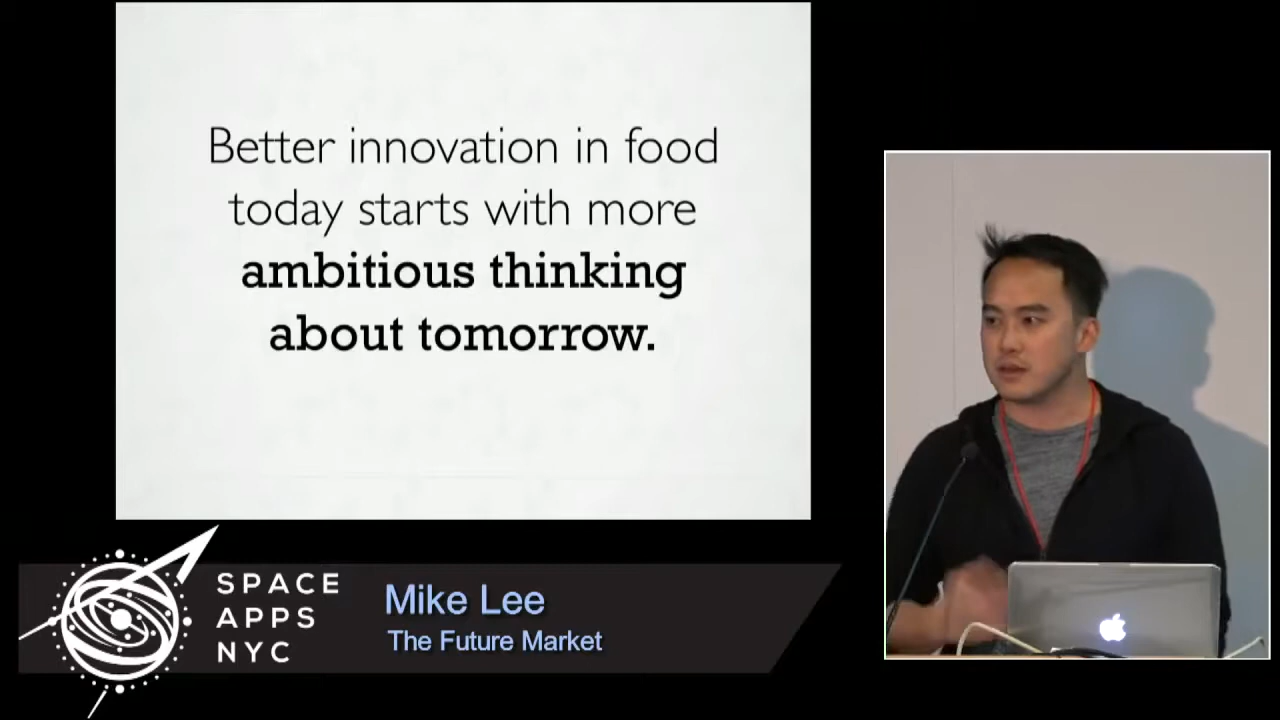 Better innovation in food
today starts with more
ambitious thinking
about tomorrow.
SPACE
APPS
NYC
Mike Lee
The Future Market